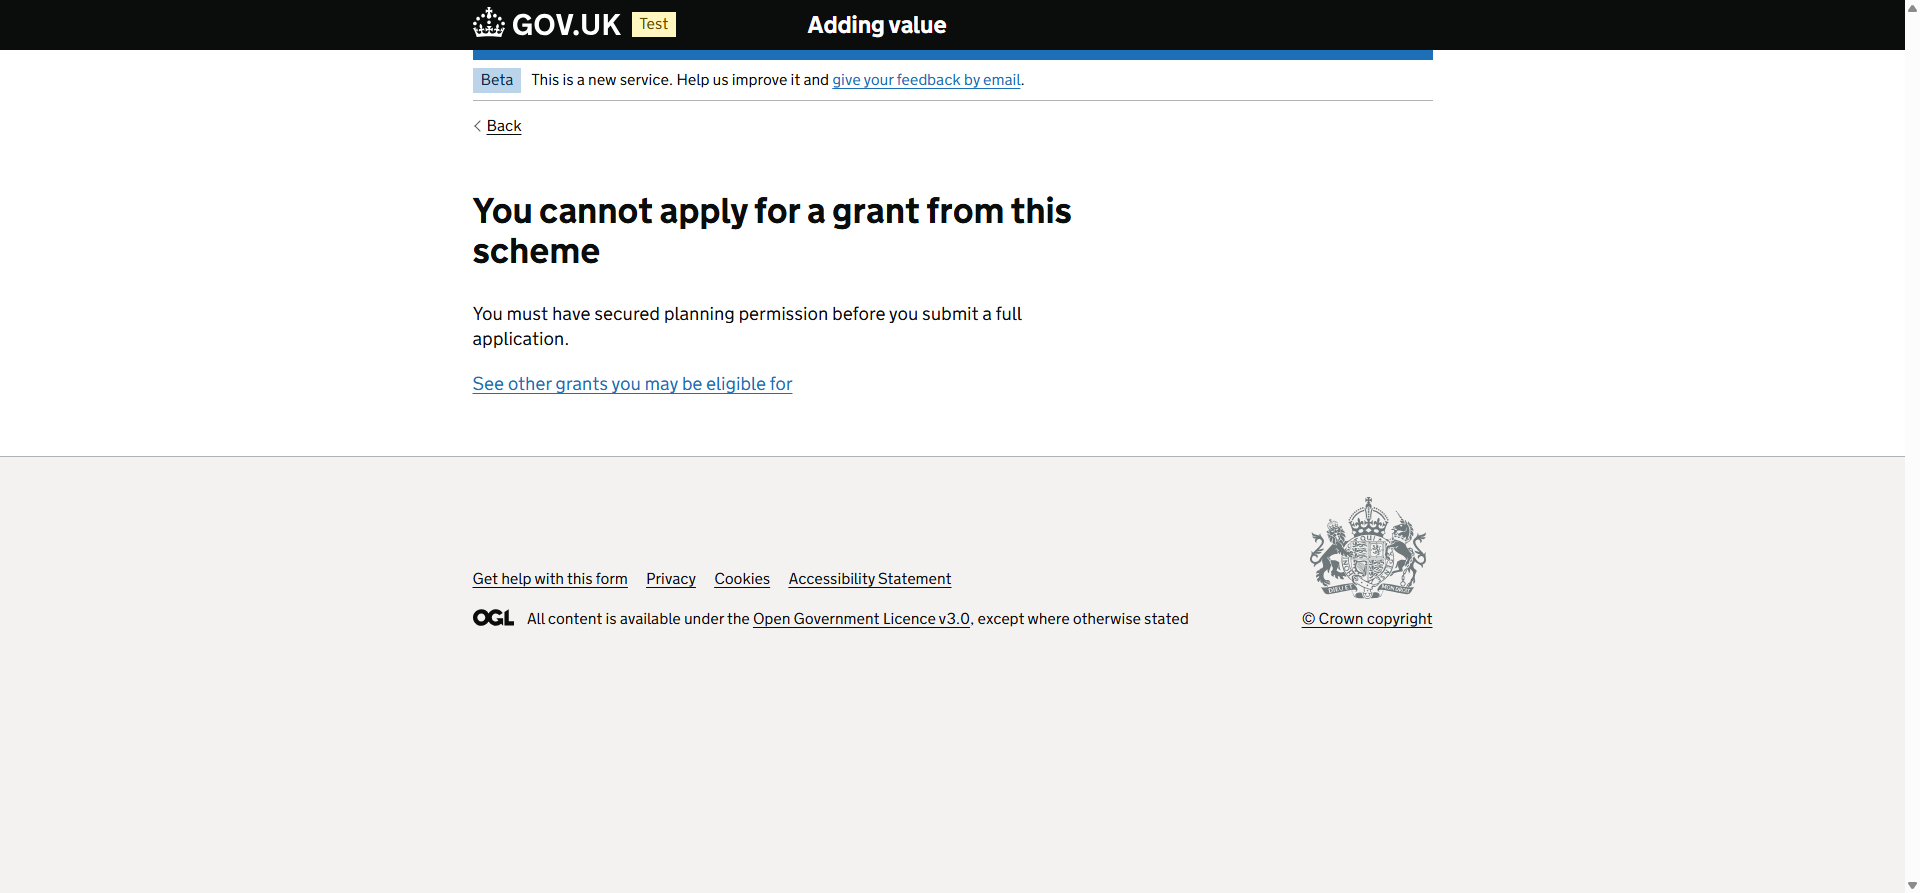 GOV.UK Test Adding value
Beta This is a new service. Help us improve it and give your feedback by email.
Back
You cannot apply for a grant from this
scheme
You must have secured planning permission before you submit a full
application.
See other grants you may be eligible for
Get help with this form Privacy Cookies Accessibility Statement
OGL All content is available under the Open Government Licence v3.0, except where otherwise stated
© Crown copyright